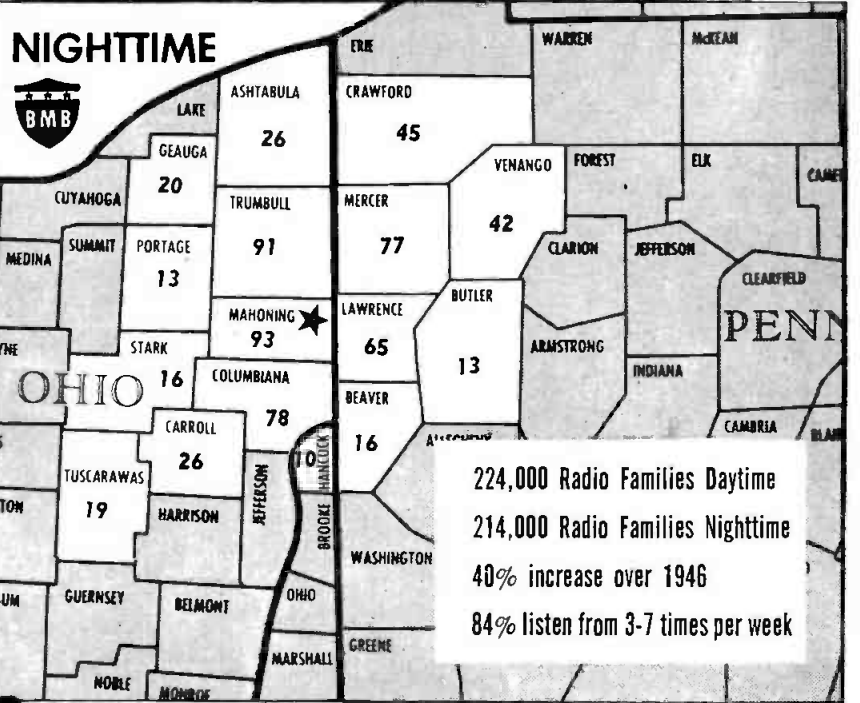 NIGHTTIME
BMB
ERIE
WARREN
McKEAN
LAKE
ASHTABULA
26
CRAWFORD
45
GEAUGA
20
VENANGO
42
FOREST
ELK
CUYAHOGA
TRUMBULL
91
MERCER
77
MEDINA
SUMMIT
PORTAGE
13
CLARION
JEFFERSON
CLEARFIELD
PENN
MAHONING
93
LAWRENCE
65
BUTLER
13
ARMSTRONG
INDIANA
STARK
16
OHIO
COLUMBIANA
78
BEAVER
16
CARROLL
26
10
HANCOCK
ALLEGHENY
CAMBRIA
TUSCARAWAS
19
HARRISON
JEFFERSON
BROOKE
WASHINGTON
GUERNSEY
BELMONT
OHIO
MARSHALL
GREENE
NOBLE
MONROE
224,000 Radio Families Daytime
214,000 Radio Families Nighttime
40% increase over 1946
84% listen from 3-7 times per week